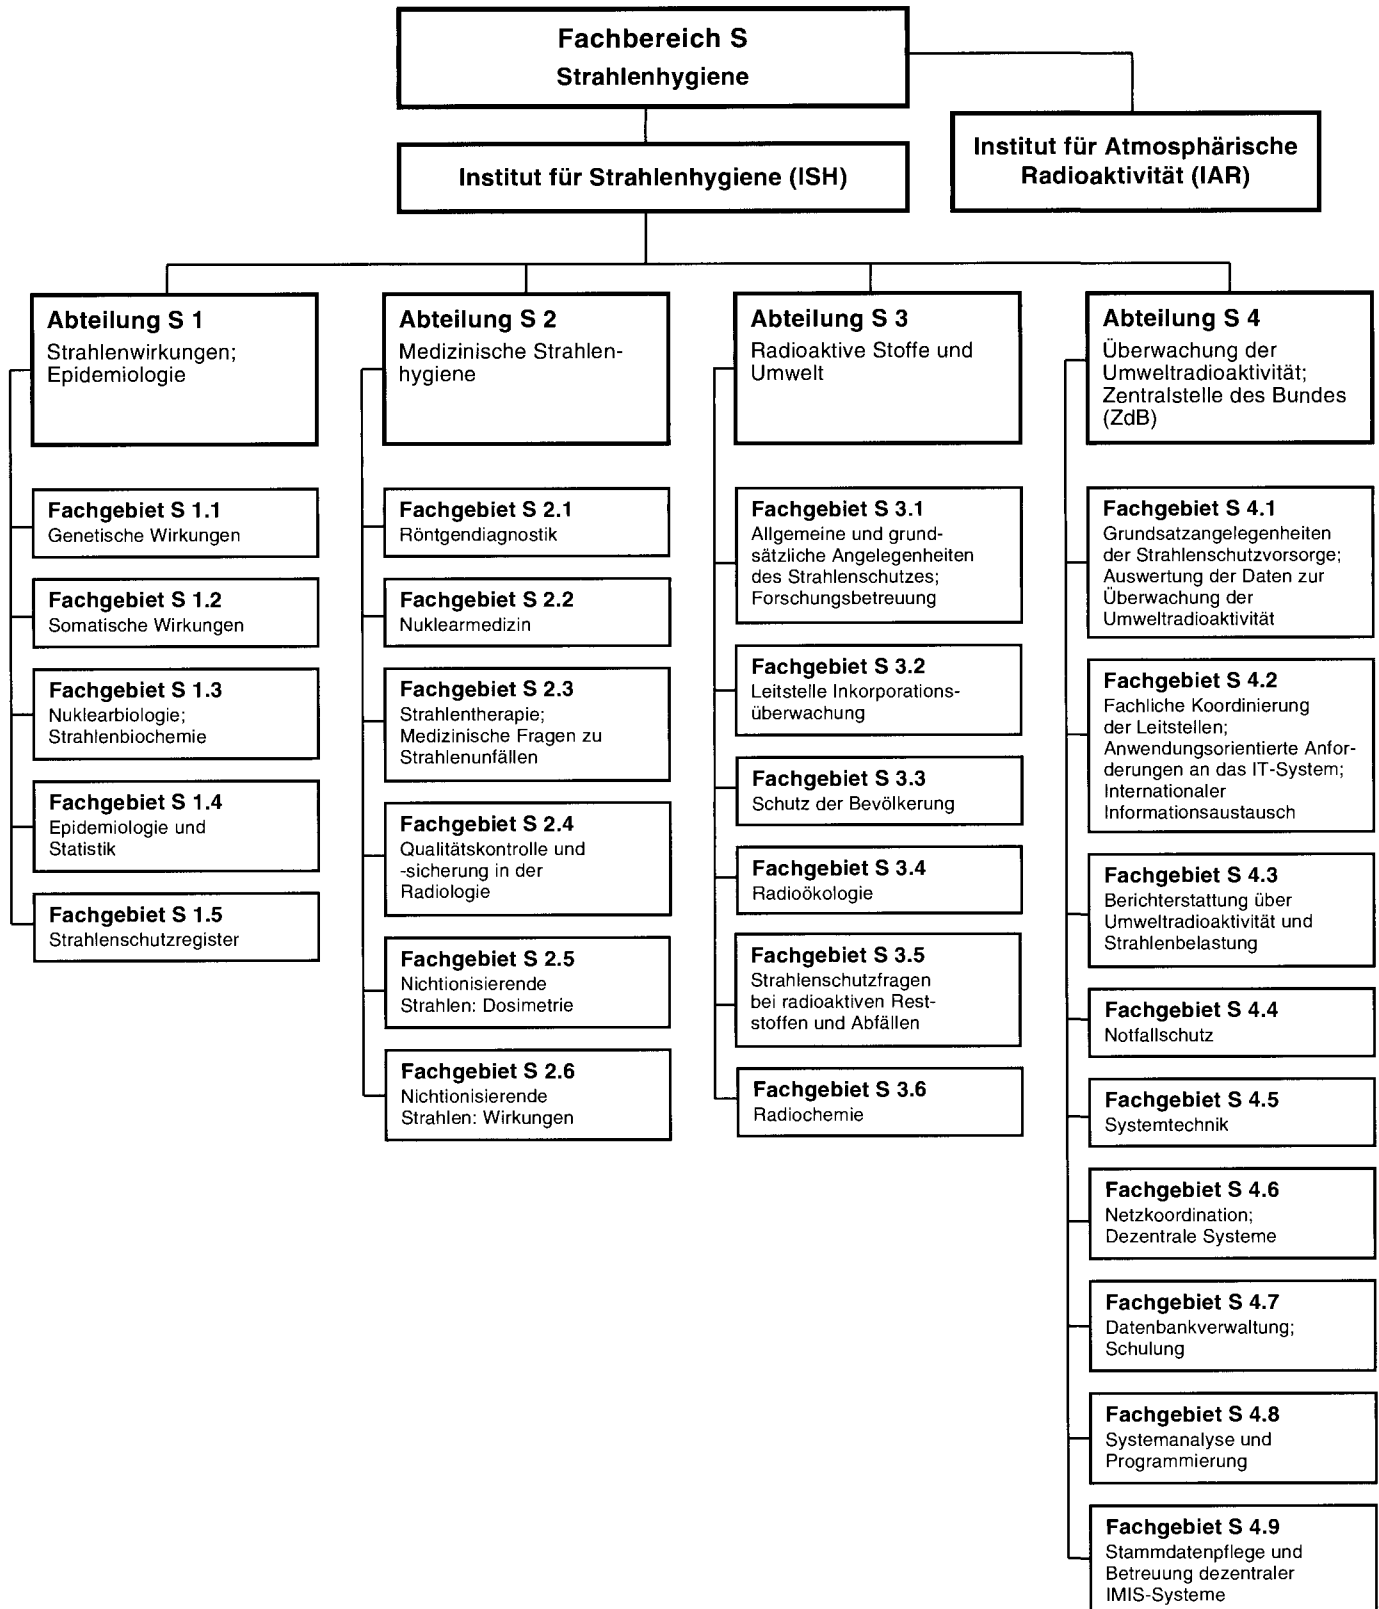 Fachbereich S
Strahlenhygiene
Institut für Strahlenhygiene (ISH)
Institut für Atmosphärische
Radioaktivität (IAR)
Abteilung S 1
Strahlenwirkungen;
Epidemiologie
Fachgebiet S 1.1
Genetische Wirkungen
Fachgebiet S 1.2
Somatische Wirkungen
Fachgebiet S 1.3
Nuklearbiologie;
Strahlenbiochemie
Fachgebiet S 1.4
Epidemiologie und
Statistik
Fachgebiet S 1.5
Strahlenschutzregister
Abteilung S 2
Medizinische Strahlen-
hygiene
Fachgebiet S 2.1
Röntgendiagnostik
Fachgebiet S 2.2
Nuklearmedizin
Fachgebiet S 2.3
Strahlentherapie;
Medizinische Fragen zu
Strahlenunfällen
Fachgebiet S 2.4
Qualitätskontrolle und
-sicherung in der
Radiologie
Fachgebiet S 2.5
Nichtionisierende
Strahlen: Dosimetrie
Fachgebiet S 2.6
Nichtionisierende
Strahlen: Wirkungen
Abteilung S 3
Radioaktive Stoffe und
Umwelt
Fachgebiet S 3.1
Allgemeine und grund-
sätzliche Angelegenheiten
des Strahlenschutzes;
Forschungsbetreuung
Fachgebiet S 3.2
Leitstelle Inkorporations-
überwachung
Fachgebiet S 3.3
Schutz der Bevölkerung
Fachgebiet S 3.4
Radioökologie
Fachgebiet S 3.5
Strahlenschutzfragen
bei radioaktiven Rest-
stoffen und Abfällen
Fachgebiet S 3.6
Radiochemie
Abteilung S 4
Überwachung der
Umweltradioaktivität;
Zentralstelle des Bundes
(ZdB)
Fachgebiet S 4.1
Grundsatzangelegenheiten
der Strahlenschutzvorsorge;
Auswertung der Daten zur
Überwachung der
Umweltradioaktivität
Fachgebiet S 4.2
Fachliche Koordinierung
der Leitstellen;
Anwendungsorientierte Anfor-
derungen an das IT-System;
Internationaler
Informationsaustausch
Fachgebiet S 4.3
Berichterstattung über
Umweltradioaktivität und
Strahlenbelastung
Fachgebiet S 4.4
Notfallschutz
Fachgebiet S 4.5
Systemtechnik
Fachgebiet S 4.6
Netzkoordination;
Dezentrale Systeme
Fachgebiet S 4.7
Datenbankverwaltung;
Schulung
Fachgebiet S 4.8
Systemanalyse und
Programmierung
Fachgebiet S 4.9
Stammdatenpflege und
Betreuung dezentraler
IMIS-Systeme